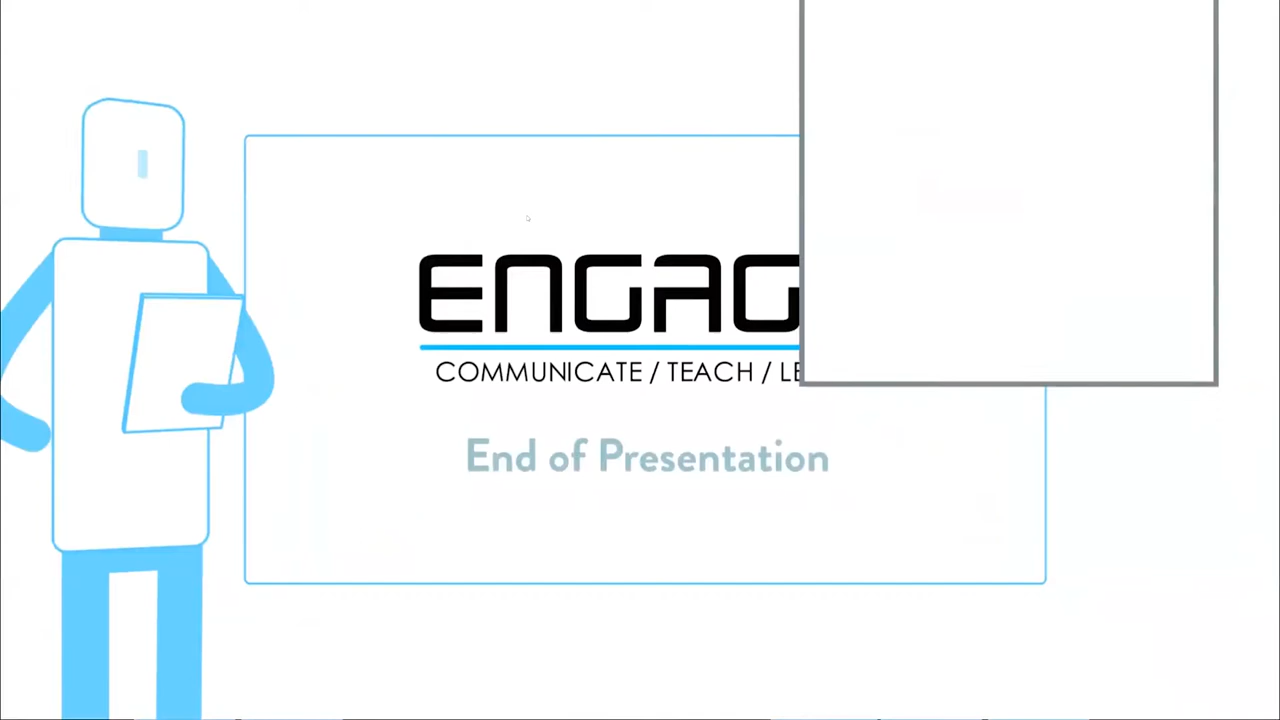 ENGAG
COMMUNICATE / TEACH / LE
End of Presentation